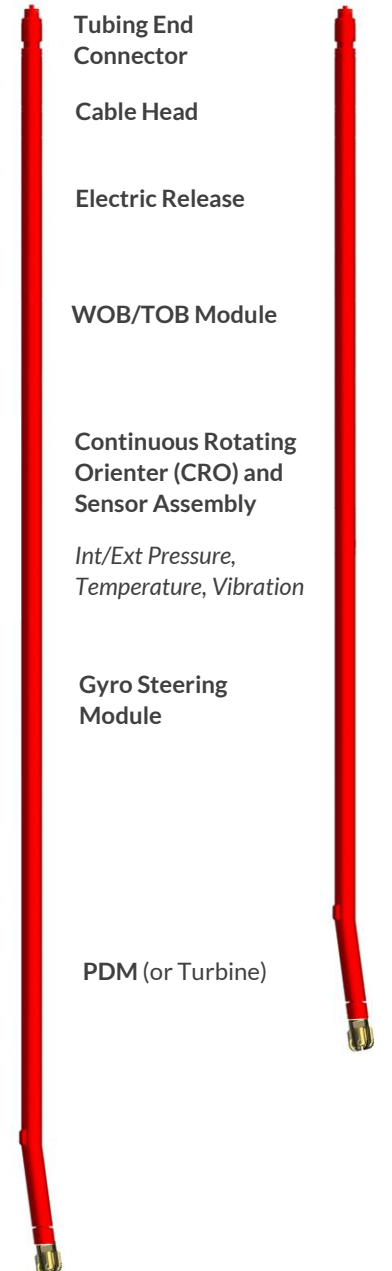 Tubing End
Connector
Cable Head
Electric Release
WOB/TOB Module
Continuous Rotating
Orienter (CRO) and
Sensor Assembly
Int/Ext Pressure,
Temperature, Vibration
Gyro Steering
Module
PDM (or Turbine)